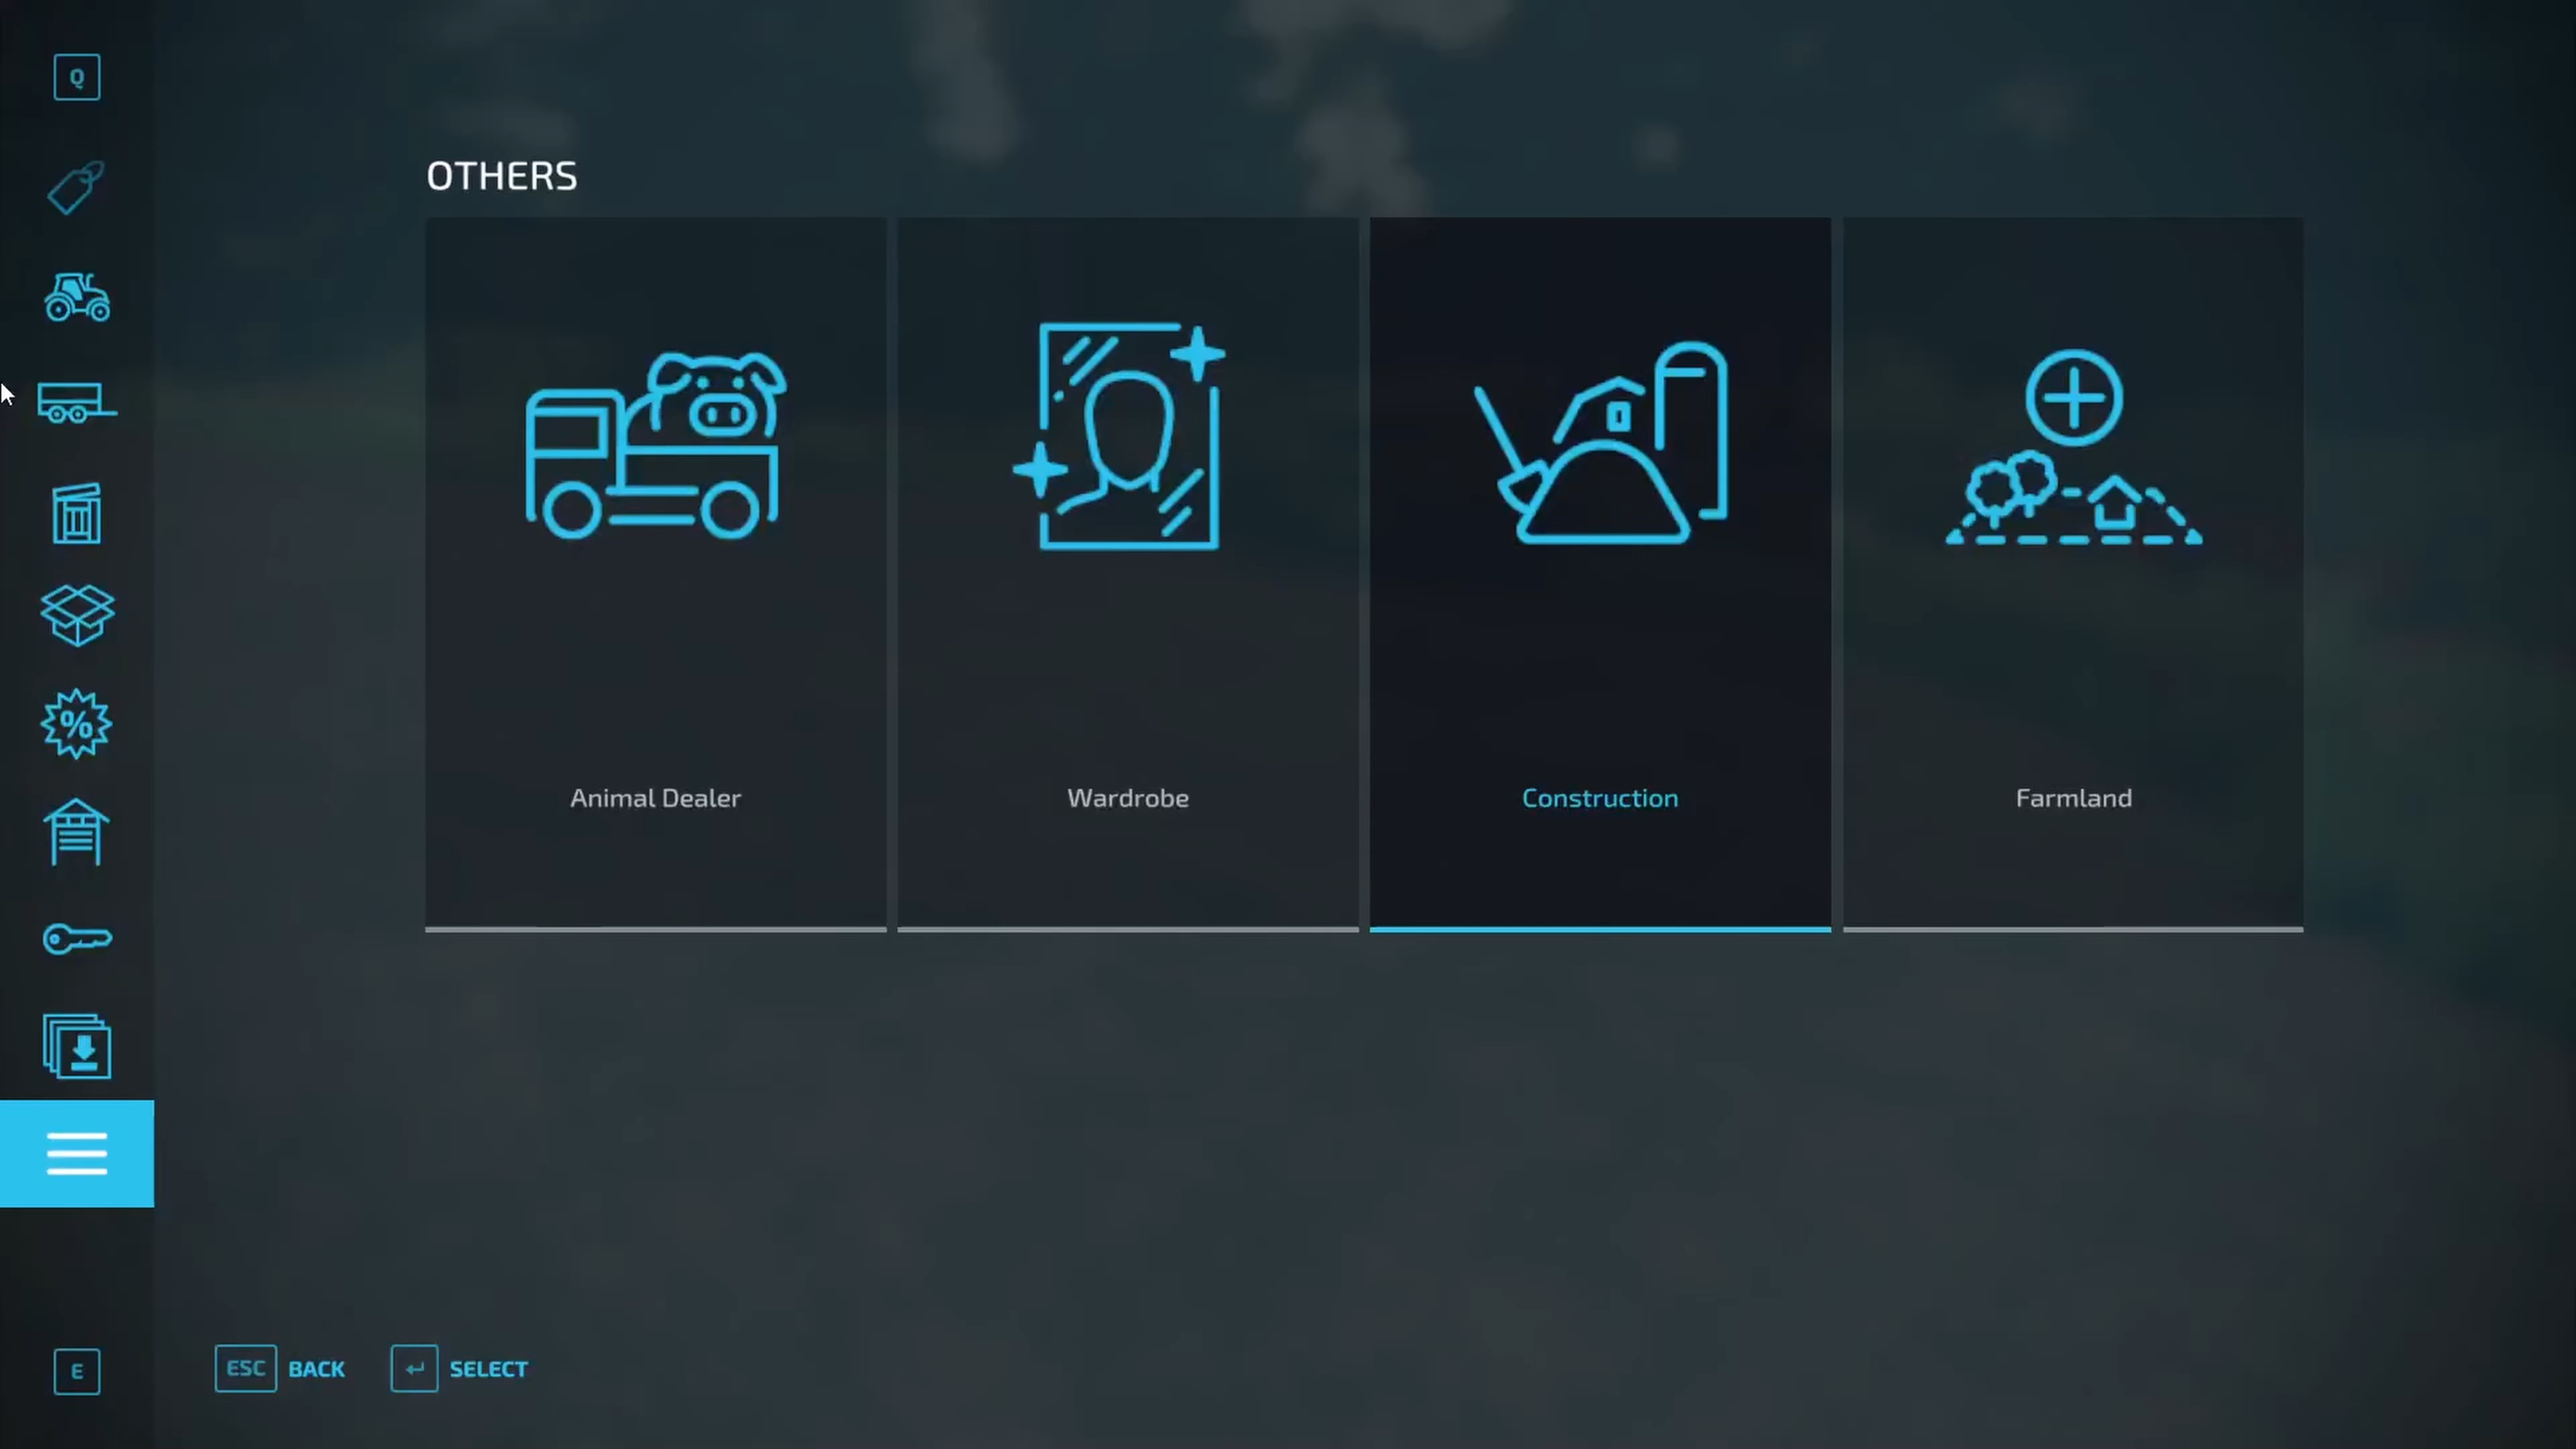 Q
OTHERS
%
Animal Dealer
Wardrobe
Construction
Farmland
E
ESC BACK
↵ SELECT